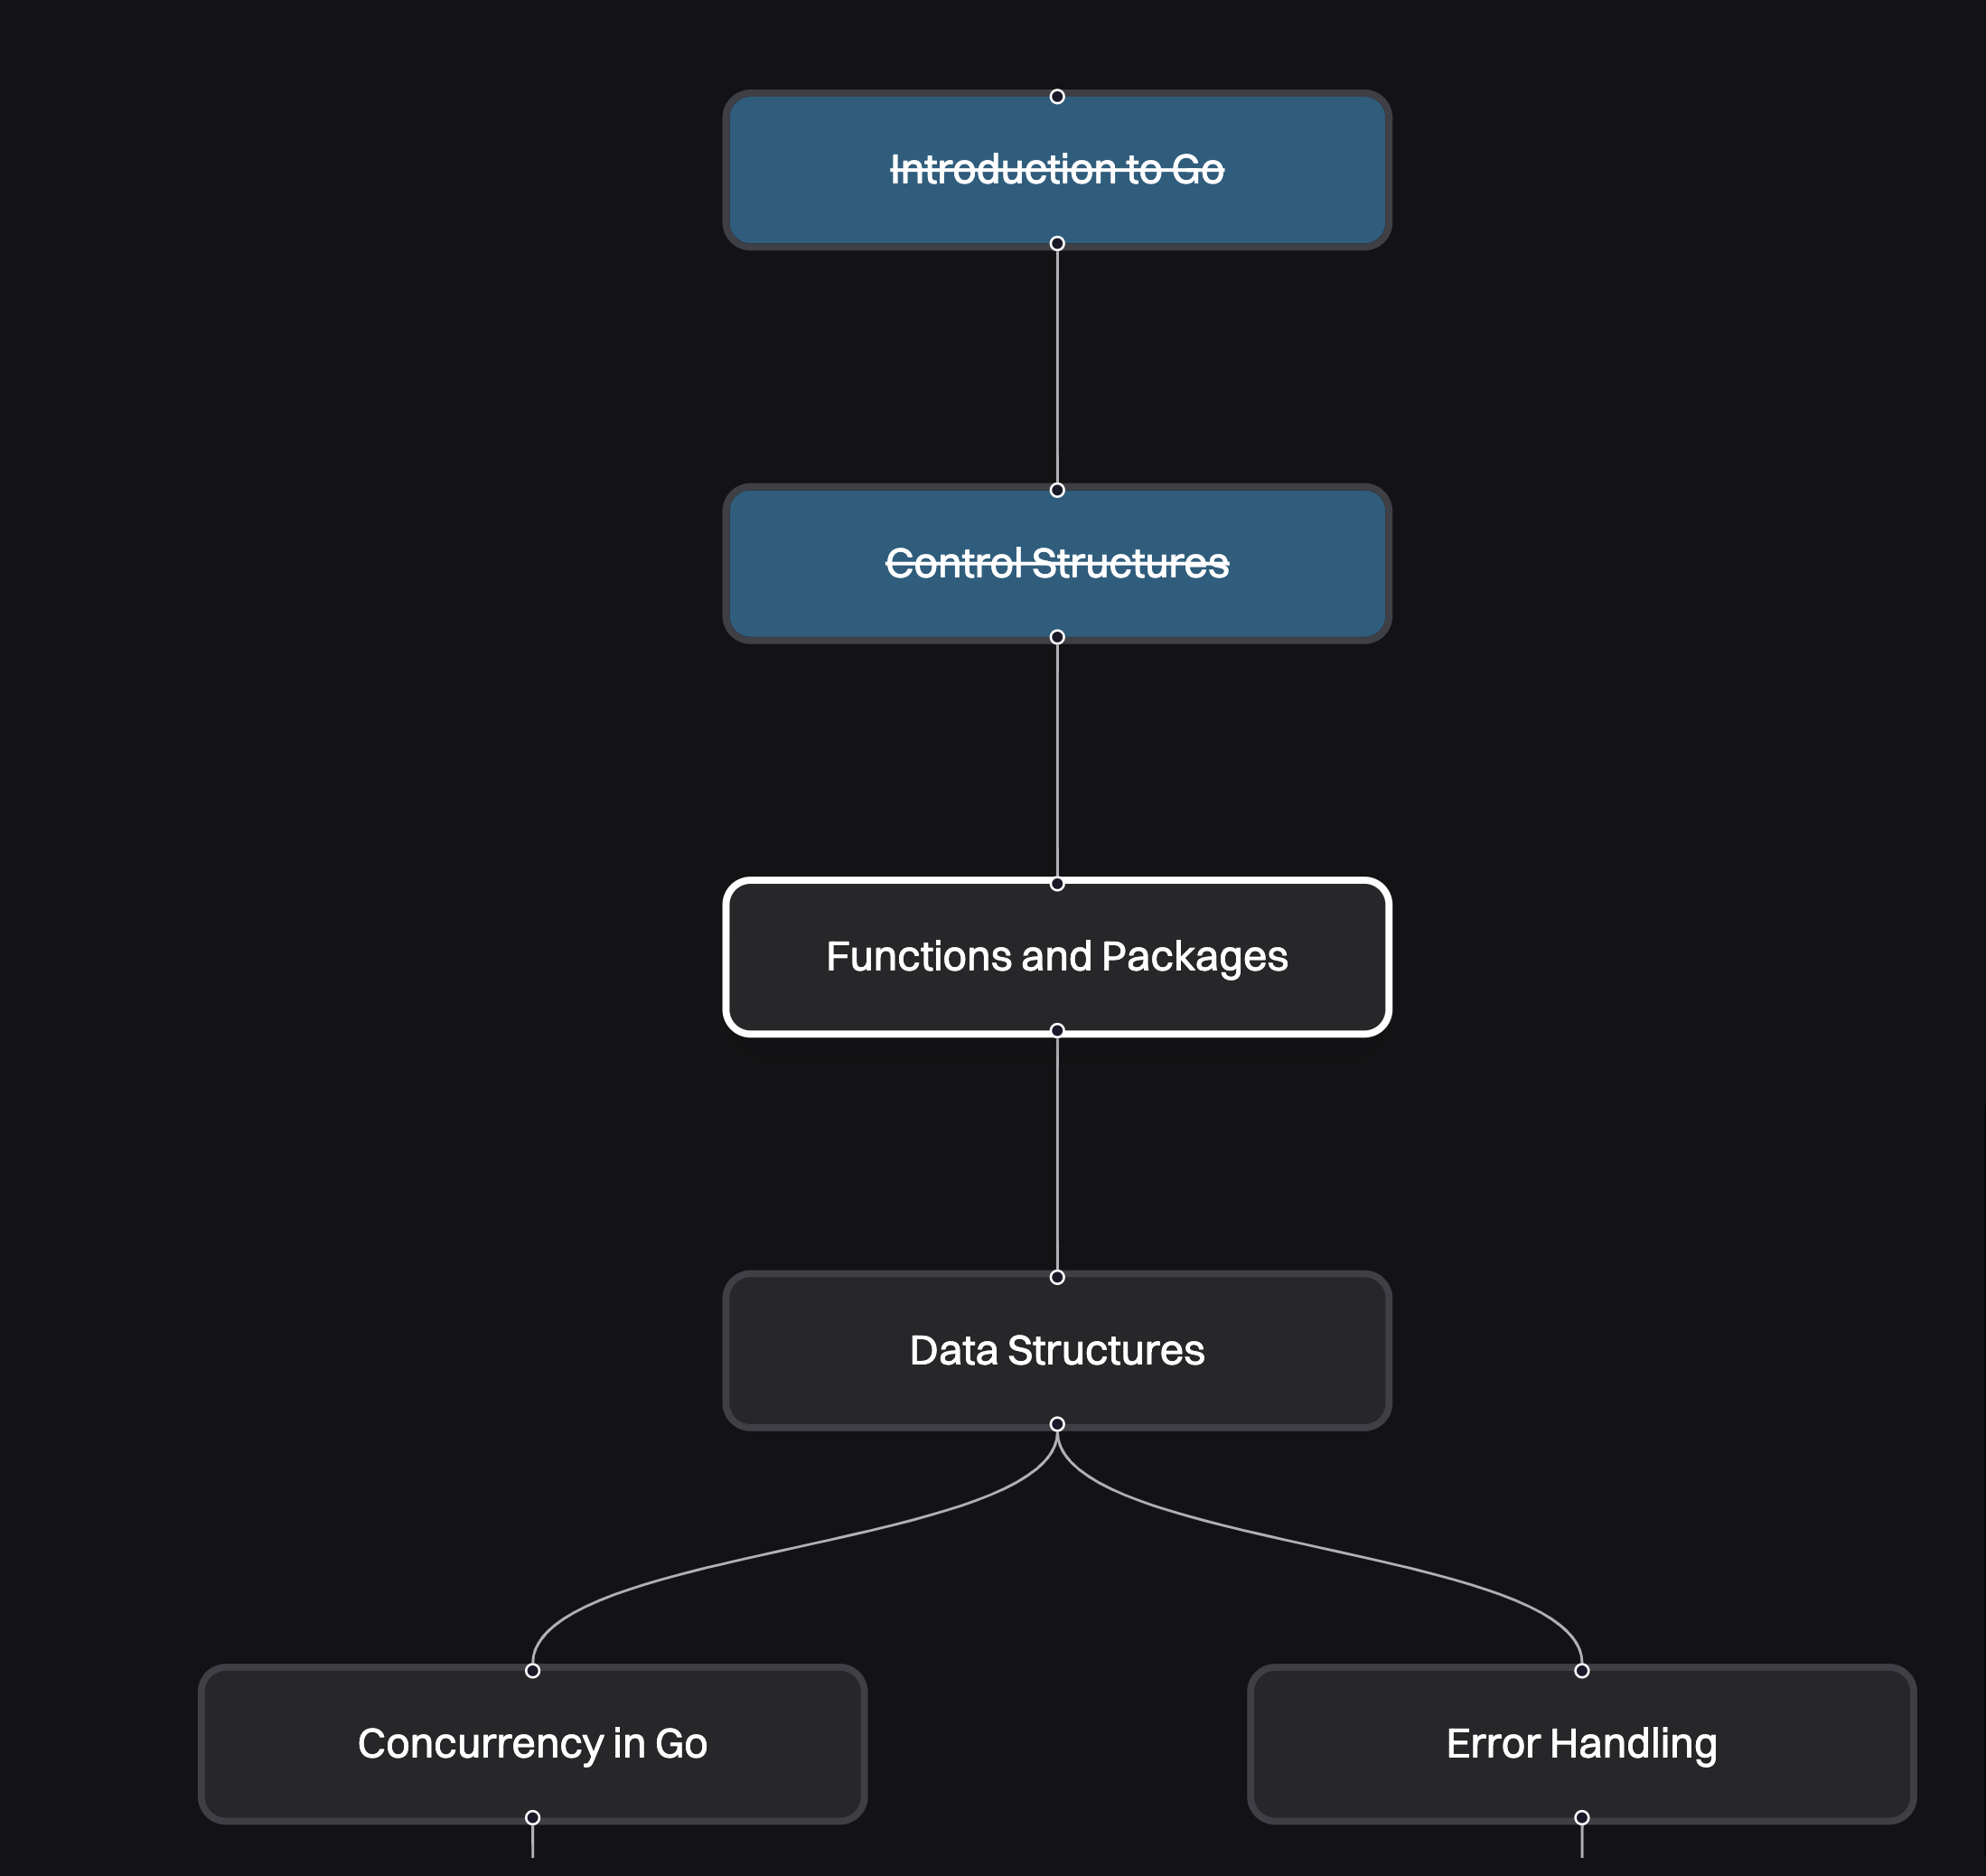 Introduction to Go
Control Structures
Functions and Packages
Data Structures
Concurrency in Go
Error Handling